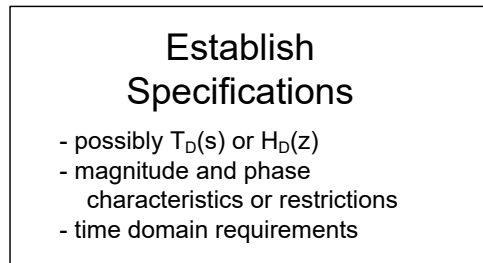 Establish
Specifications
- possibly T_D(s) or H_D(z)
- magnitude and phase
characteristics or restrictions
- time domain requirements